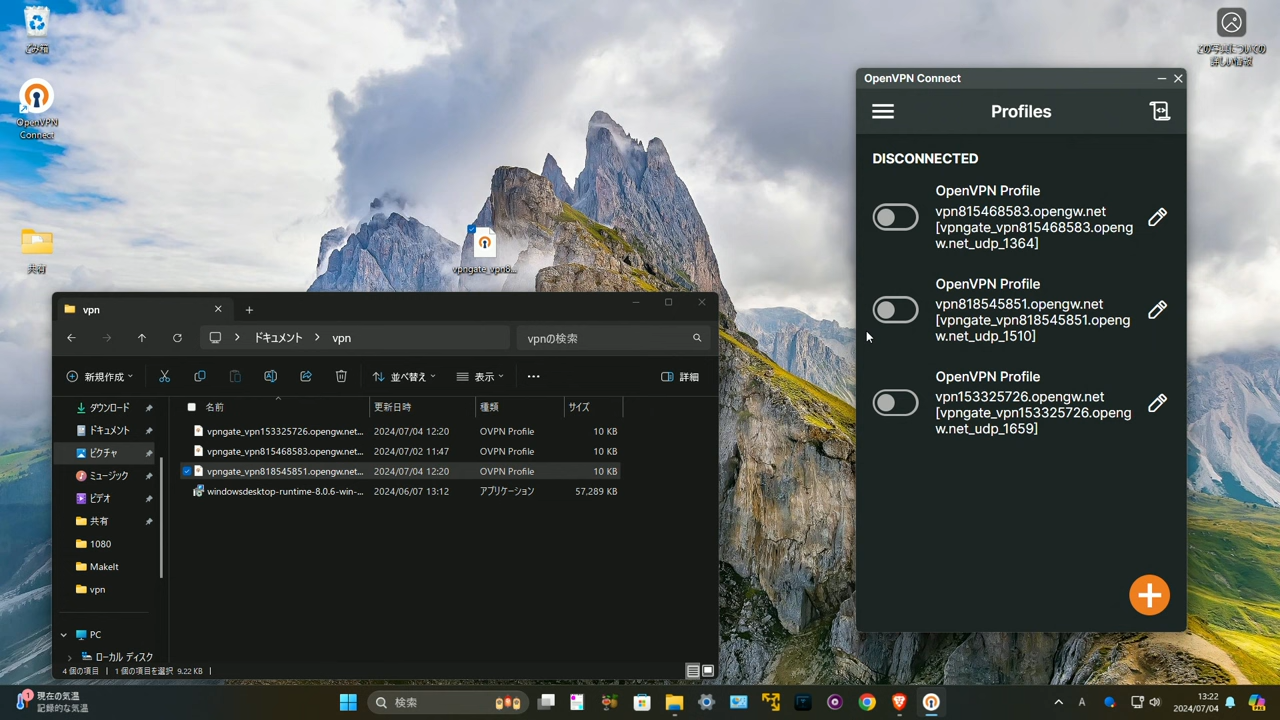 ごみ箱
OpenVPN
Connect
共有
vpngate_vpn8...
この写真についての
詳しい情報
OpenVPN Connect
Profiles
DISCONNECTED
OpenVPN Profile
vpn815468583.opengw.net
[vpngate_vpn815468583.openg
w.net_udp_1364]
OpenVPN Profile
vpn818545851.opengw.net
[vpngate_vpn818545851.openg
w.net_udp_1510]
OpenVPN Profile
vpn153325726.opengw.net
[vpngate_vpn153325726.openg
w.net_udp_1659]
vpn
ドキュメント
vpn
vpnの検索
新規作成
並べ替え
表示
詳細
名前 更新日時 種類 サイズ
vpngate_vpn153325726.opengw.net... 2024/07/04 12:20 OVPN Profile 10 KB
vpngate_vpn815468583.opengw.net... 2024/07/02 11:47 OVPN Profile 10 KB
vpngate_vpn818545851.opengw.net... 2024/07/04 12:20 OVPN Profile 10 KB
windowsdesktop-runtime-8.0.6-win-... 2024/06/07 13:12 アプリケーション 57,289 KB
ダウンロード
ドキュメント
ピクチャ
ミュージック
ビデオ
共有
1080
MakeIt
vpn
PC
ローカル ディスク
4 個の項目 1 個の項目を選択 9.22 KB
1
現在の気温
記録的な気温
検索
A
13:22
2024/07/04